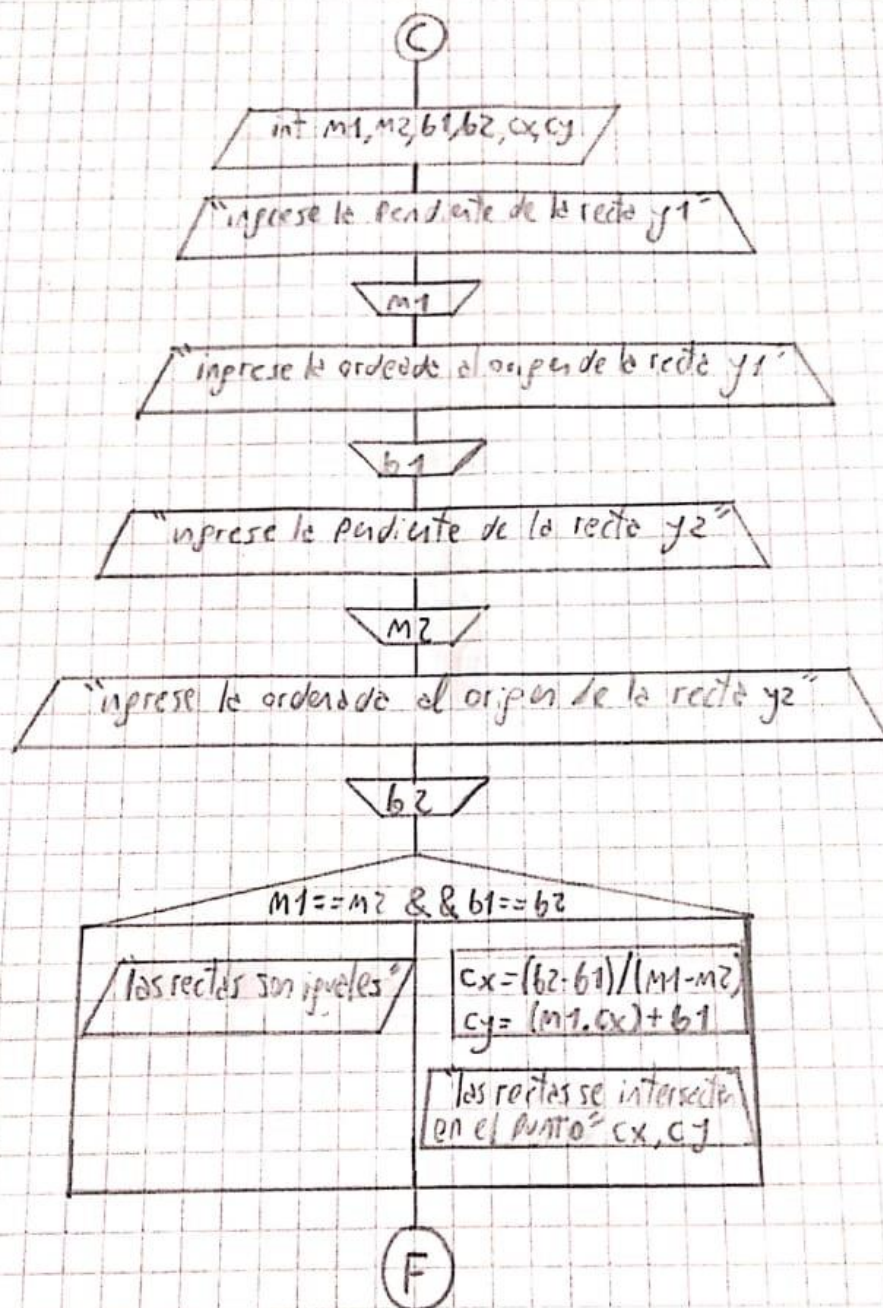 C
int m1,m2,b1,b2,cx,cy
"ingrese la pendiente de la recta y1"
m1
"ingrese la ordeada al origen de la recta y1"
b1
"ingrese la pendiente de la recta y2"
m2
"ingrese la ordenada al origen de la recta y2"
b2
m1==m2 && b1==b2
"las rectas son iguales"
cx=(b2-b1)/(m1-m2)
cy=(m1.cx)+b1
"las rectas se intersectan
en el punto" cx,cy
F